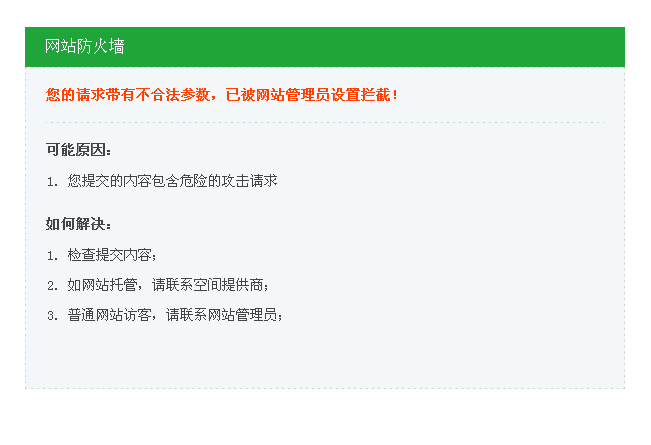 网站防火墙
您的请求带有不合法参数，已被网站管理员设置拦截！
可能原因：
1. 您提交的内容包含危险的攻击请求
如何解决：
1. 检查提交内容；
2. 如网站托管，请联系空间提供商；
3. 普通网站访客，请联系网站管理员；